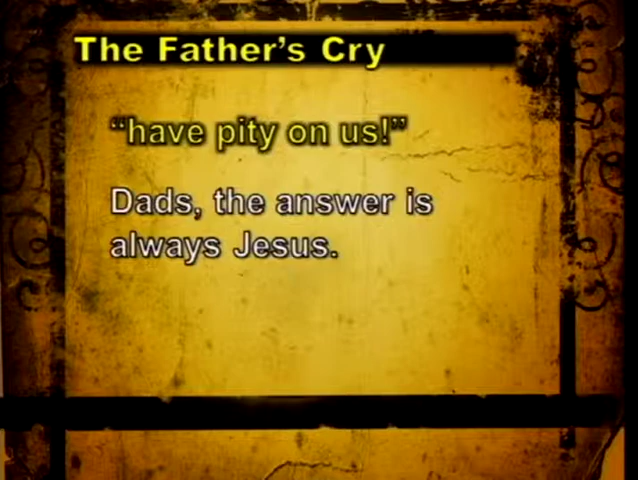 The Father’s Cry
“have pity on us!”
Dads, the answer is
always Jesus.